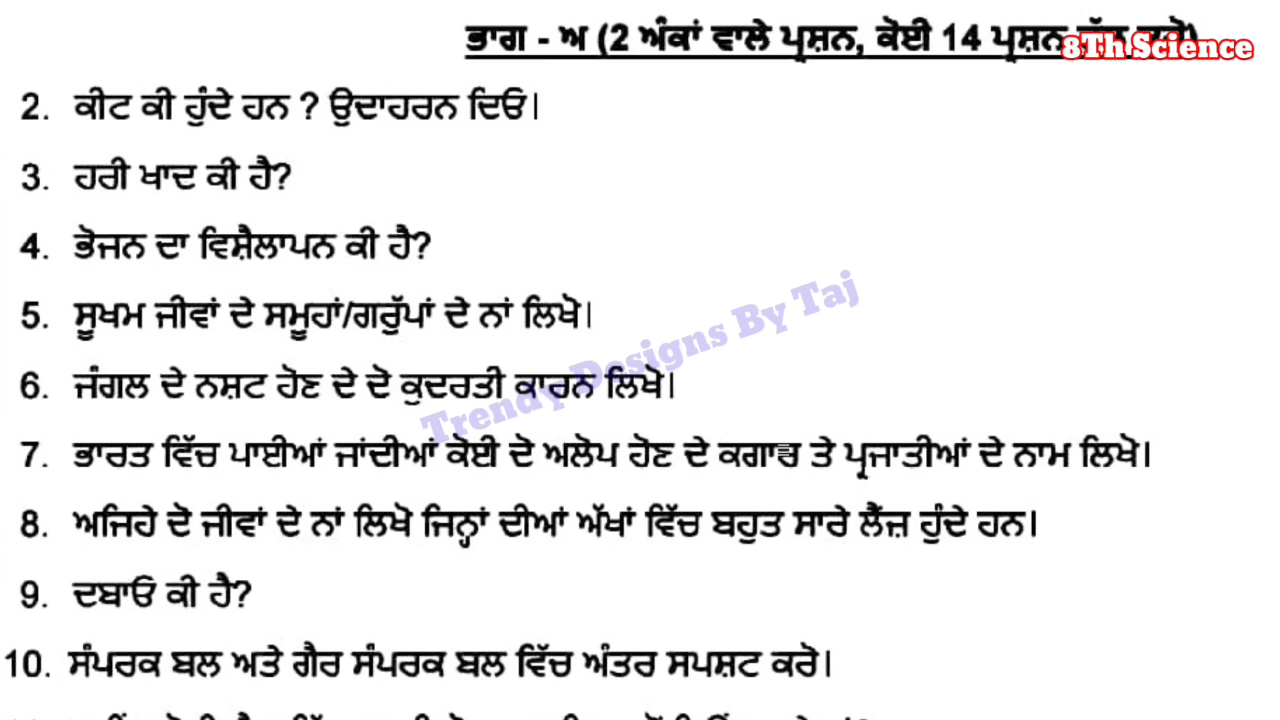 ਭਾਗ - ਅ (2 ਅੰਕਾਂ ਵਾਲੇ ਪ੍ਰਸ਼ਨ, ਕੋਈ 14 ਪ੍ਰਸ਼ਨ
8Th Science
2. ਕੀਟ ਕੀ ਹੁੰਦੇ ਹਨ ? ਉਦਾਹਰਨ ਦਿਓ।
3. ਹਰੀ ਖਾਦ ਕੀ ਹੈ?
4. ਭੋਜਨ ਦਾ ਵਿਸ਼ੈਲਾਪਨ ਕੀ ਹੈ?
5. ਸੂਖਮ ਜੀਵਾਂ ਦੇ ਸਮੂਹਾਂ/ਗਰੁੱਪਾਂ ਦੇ ਨਾਂ ਲਿਖੋ।
6. ਜੰਗਲ ਦੇ ਨਸ਼ਟ ਹੋਣ ਦੇ ਦੋ ਕੁਦਰਤੀ ਕਾਰਨ ਲਿਖੋ।
Trendy Designs By Taj
7. ਭਾਰਤ ਵਿੱਚ ਪਾਈਆਂ ਜਾਂਦੀਆਂ ਕੋਈ ਦੋ ਅਲੋਪ ਹੋਣ ਦੇ ਕਗਾਰ ਤੇ ਪ੍ਰਜਾਤੀਆਂ ਦੇ ਨਾਮ ਲਿਖੋ।
8. ਅਜਿਹੇ ਦੋ ਜੀਵਾਂ ਦੇ ਨਾਂ ਲਿਖੋ ਜਿਨ੍ਹਾਂ ਦੀਆਂ ਅੱਖਾਂ ਵਿੱਚ ਬਹੁਤ ਸਾਰੇ ਲੈਂਜ਼ ਹੁੰਦੇ ਹਨ।
9. ਦਬਾਓ ਕੀ ਹੈ?
10. ਸੰਪਰਕ ਬਲ ਅਤੇ ਗੈਰ ਸੰਪਰਕ ਬਲ ਵਿੱਚ ਅੰਤਰ ਸਪਸ਼ਟ ਕਰੋ।